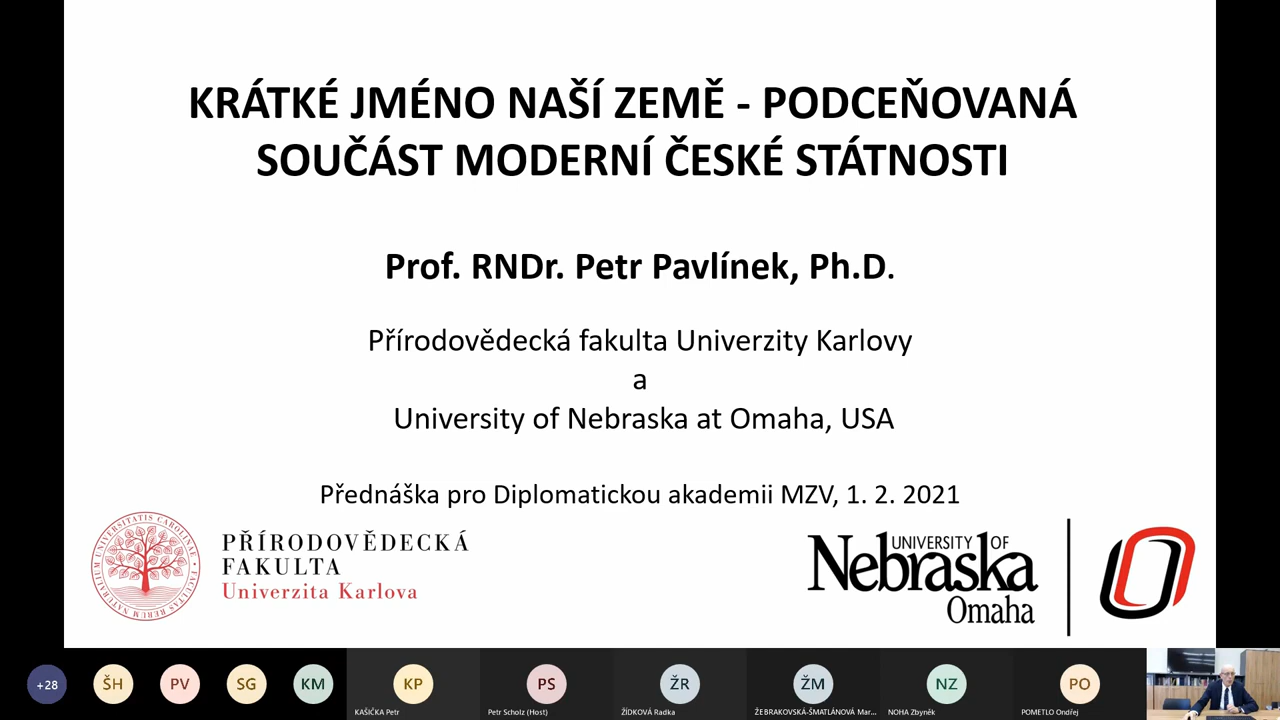 KRÁTKÉ JMÉNO NAŠÍ ZEMĚ - PODCEŇOVANÁ
SOUČÁST MODERNÍ ČESKÉ STÁTNOSTI
Prof. RNDr. Petr Pavlínek, Ph.D.
Přírodovědecká fakulta Univerzity Karlovy
a
University of Nebraska at Omaha, USA
Přednáška pro Diplomatickou akademii MZV, 1. 2. 2021
PŘÍRODOVĚDECKÁ
FAKULTA
Univerzita Karlova
UNIVERSITY OF
Nebraska
Omaha
+28
ŠH
PV
SG
KM
KP
PS
ŽR
ŽM
NZ
PO
KAŠIČKA Petr
Petr Scholz (Host)
ŽÍDKOVÁ Radka
ŽEBRAKOVSKÁ-ŠMATLÁNOVÁ Mar...
NOHA Zbyněk
POMETLO Ondřej